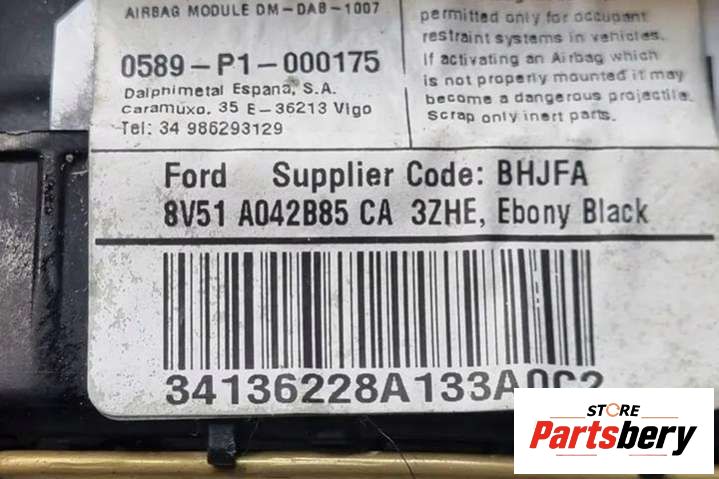 AIRBAG MODULE DM-DAB-1007
0589-P1-000175
Dalphimetal Espana, S.A.
Caramuxo, 35 E-36213 Vigo
Tel: 34 986293129
permitted only for occupant
restraint systems in vehicles.
If activating an Airbag which
is not properly mounted it may
become a dangerous projectile.
Scrap only inert parts.
Ford Supplier Code: BHJFA
8V51 A042B85 CA 3ZHE, Ebony Black
34136228A133A0C2
STORE
Partsbery